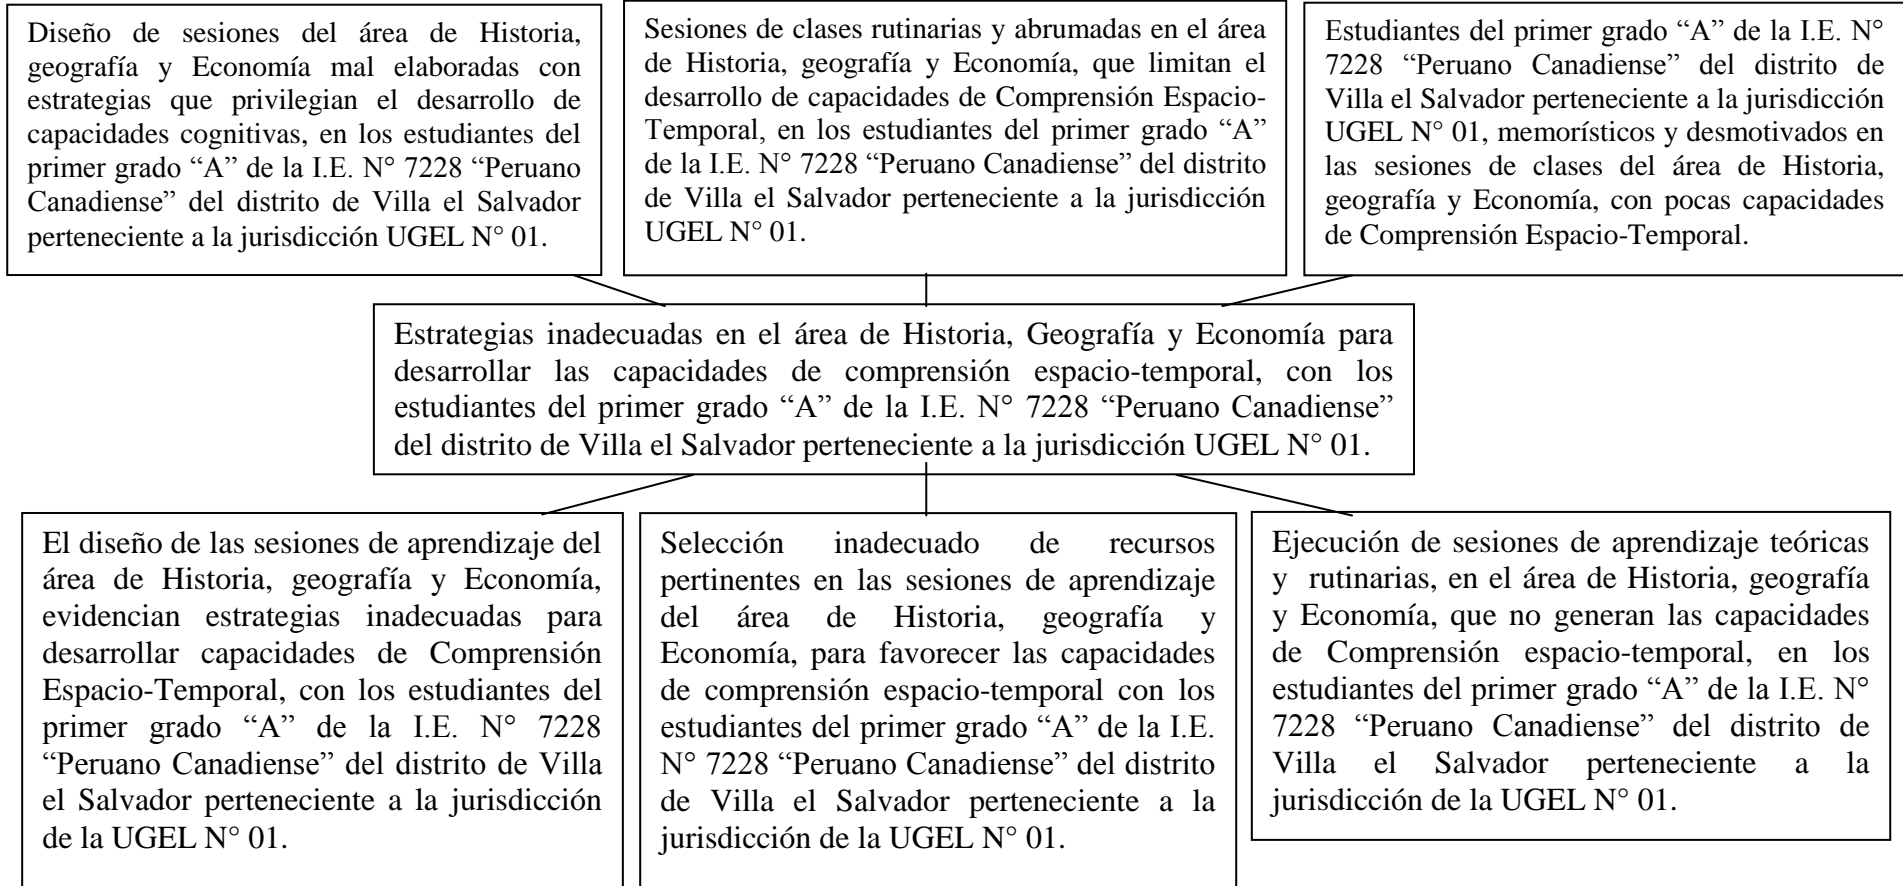 Diseño de sesiones del área de Historia,
geografía y Economía mal elaboradas con
estrategias que privilegian el desarrollo de
capacidades cognitivas, en los estudiantes del
primer grado “A” de la I.E. N° 7228 “Peruano
Canadiense” del distrito de Villa el Salvador
perteneciente a la jurisdicción UGEL N° 01.
Sesiones de clases rutinarias y abrumadas en el área
de Historia, geografía y Economía, que limitan el
desarrollo de capacidades de Comprensión Espacio-
Temporal, en los estudiantes del primer grado “A”
de la I.E. N° 7228 “Peruano Canadiense” del distrito
de Villa el Salvador perteneciente a la jurisdicción
UGEL N° 01.
Estudiantes del primer grado “A” de la I.E. N°
7228 “Peruano Canadiense” del distrito de
Villa el Salvador perteneciente a la jurisdicción
UGEL N° 01, memorísticos y desmotivados en
las sesiones de clases del área de Historia,
geografía y Economía, con pocas capacidades
de Comprensión Espacio-Temporal.
Estrategias inadecuadas en el área de Historia, Geografía y Economía para
desarrollar las capacidades de comprensión espacio-temporal, con los
estudiantes del primer grado “A” de la I.E. N° 7228 “Peruano Canadiense”
del distrito de Villa el Salvador perteneciente a la jurisdicción UGEL N° 01.
El diseño de las sesiones de aprendizaje del
área de Historia, geografía y Economía,
evidencian estrategias inadecuadas para
desarrollar capacidades de Comprensión
Espacio-Temporal, con los estudiantes del
primer grado “A” de la I.E. N° 7228
“Peruano Canadiense” del distrito de Villa
el Salvador perteneciente a la jurisdicción
de la UGEL N° 01.
Selección inadecuado de recursos
pertinentes en las sesiones de aprendizaje
del área de Historia, geografía y
Economía, para favorecer las capacidades
de comprensión espacio-temporal con los
estudiantes del primer grado “A” de la I.E.
N° 7228 “Peruano Canadiense” del distrito
de Villa el Salvador perteneciente a la
jurisdicción de la UGEL N° 01.
Ejecución de sesiones de aprendizaje teóricas
y rutinarias, en el área de Historia, geografía
y Economía, que no generan las capacidades
de Comprensión espacio-temporal, en los
estudiantes del primer grado “A” de la I.E. N°
7228 “Peruano Canadiense” del distrito de
Villa el Salvador perteneciente a la
jurisdicción de la UGEL N° 01.